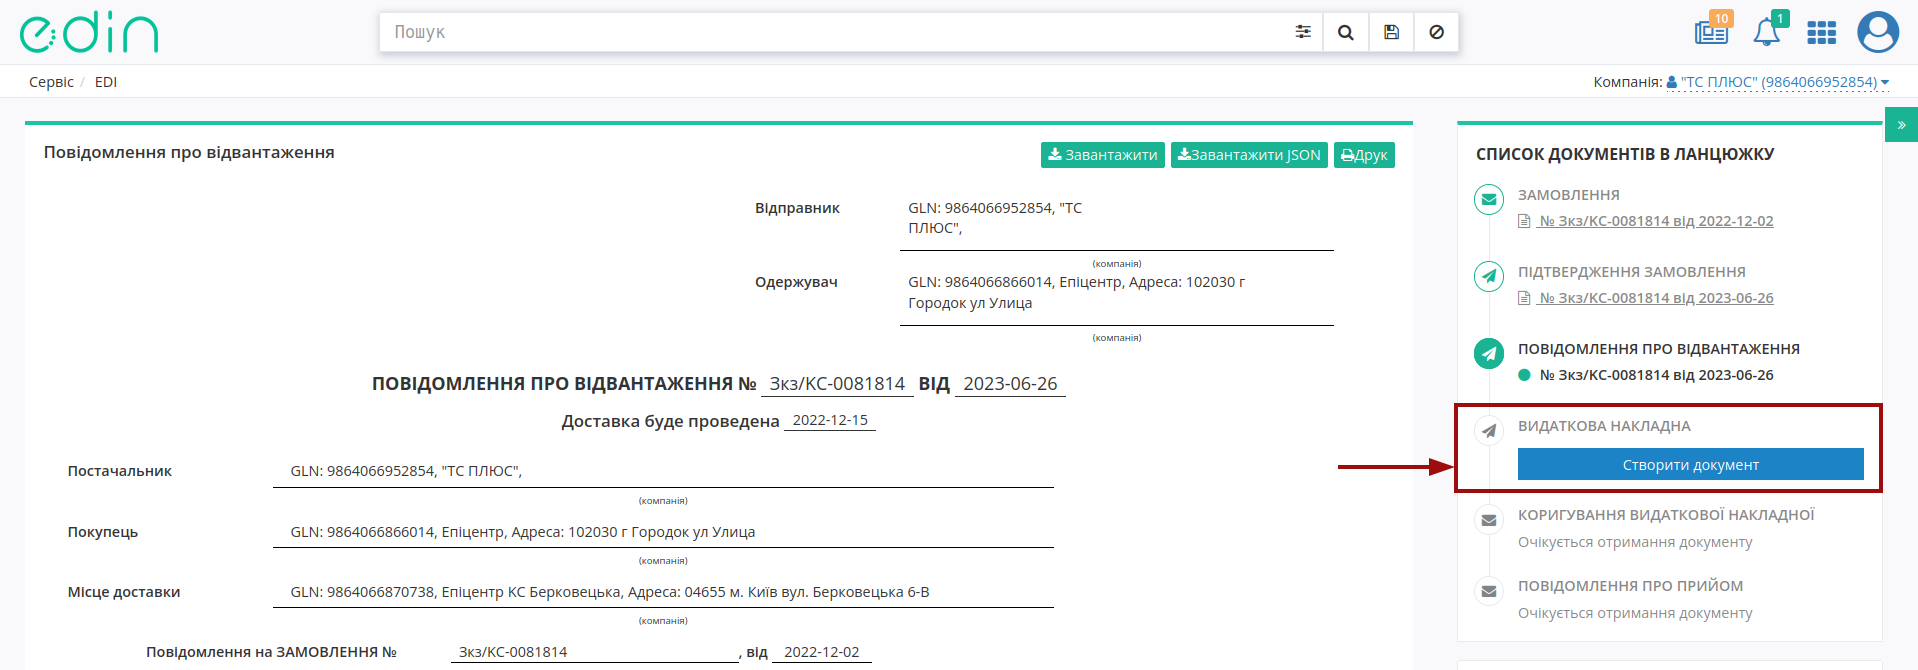 edin
Пошук
10
1
Сервіс / EDI
Компанія: "ТС ПЛЮС" (9864066952854)
Повідомлення про відвантаження
Завантажити
Завантажити JSON
Друк
Відправник
GLN: 9864066952854, "ТС
ПЛЮС",
(компанія)
Одержувач
GLN: 9864066866014, Епіцентр, Адреса: 102030 г
Городок ул Улица
(компанія)
ПОВІДОМЛЕННЯ ПРО ВІДВАНТАЖЕННЯ № Зкз/КС-0081814 ВІД 2023-06-26
Доставка буде проведена 2022-12-15
Постачальник GLN: 9864066952854, "ТС ПЛЮС",
(компанія)
Покупець GLN: 9864066866014, Епіцентр, Адреса: 102030 г Городок ул Улица
(компанія)
Місце доставки GLN: 9864066870738, Епіцентр КС Берковецька, Адреса: 04655 м. Київ вул. Берковецька 6-В
(компанія)
Повідомлення на ЗАМОВЛЕННЯ № Зкз/КС-0081814 , від 2022-12-02
»
СПИСОК ДОКУМЕНТІВ В ЛАНЦЮЖКУ
ЗАМОВЛЕННЯ
№ Зкз/КС-0081814 від 2022-12-02
ПІДТВЕРДЖЕННЯ ЗАМОВЛЕННЯ
№ Зкз/КС-0081814 від 2023-06-26
ПОВІДОМЛЕННЯ ПРО ВІДВАНТАЖЕННЯ
№ Зкз/КС-0081814 від 2023-06-26
ВИДАТКОВА НАКЛАДНА
Створити документ
КОРИГУВАННЯ ВИДАТКОВОЇ НАКЛАДНОЇ
Очікується отримання документу
ПОВІДОМЛЕННЯ ПРО ПРИЙОМ
Очікується отримання документу